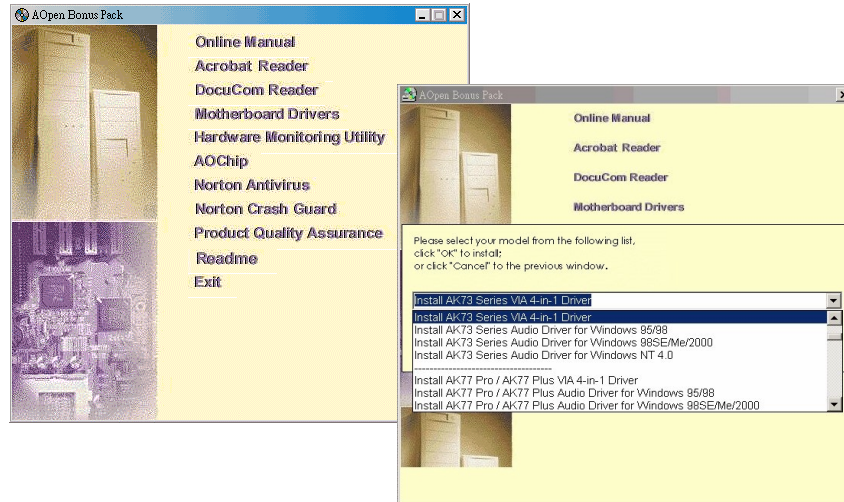 AOpen Bonus Pack
Online Manual
Acrobat Reader
DocuCom Reader
Motherboard Drivers
Hardware Monitoring Utility
AOChip
Norton Antivirus
Norton Crash Guard
Product Quality Assurance
Readme
Exit
AOpen Bonus Pack
Online Manual
Acrobat Reader
DocuCom Reader
Motherboard Drivers
Please select your model from the following list,
click "OK" to install;
or click "Cancel" to the previous window.
Install AK73 Series VIA 4-in-1 Driver
Install AK73 Series VIA 4-in-1 Driver
Install AK73 Series Audio Driver for Windows 95/98
Install AK73 Series Audio Driver for Windows 98SE/Me/2000
Install AK73 Series Audio Driver for Windows NT 4.0
------------------------------------
Install AK77 Pro / AK77 Plus VIA 4-in-1 Driver
Install AK77 Pro / AK77 Plus Audio Driver for Windows 95/98
Install AK77 Pro / AK77 Plus Audio Driver for Windows 98SE/Me/2000